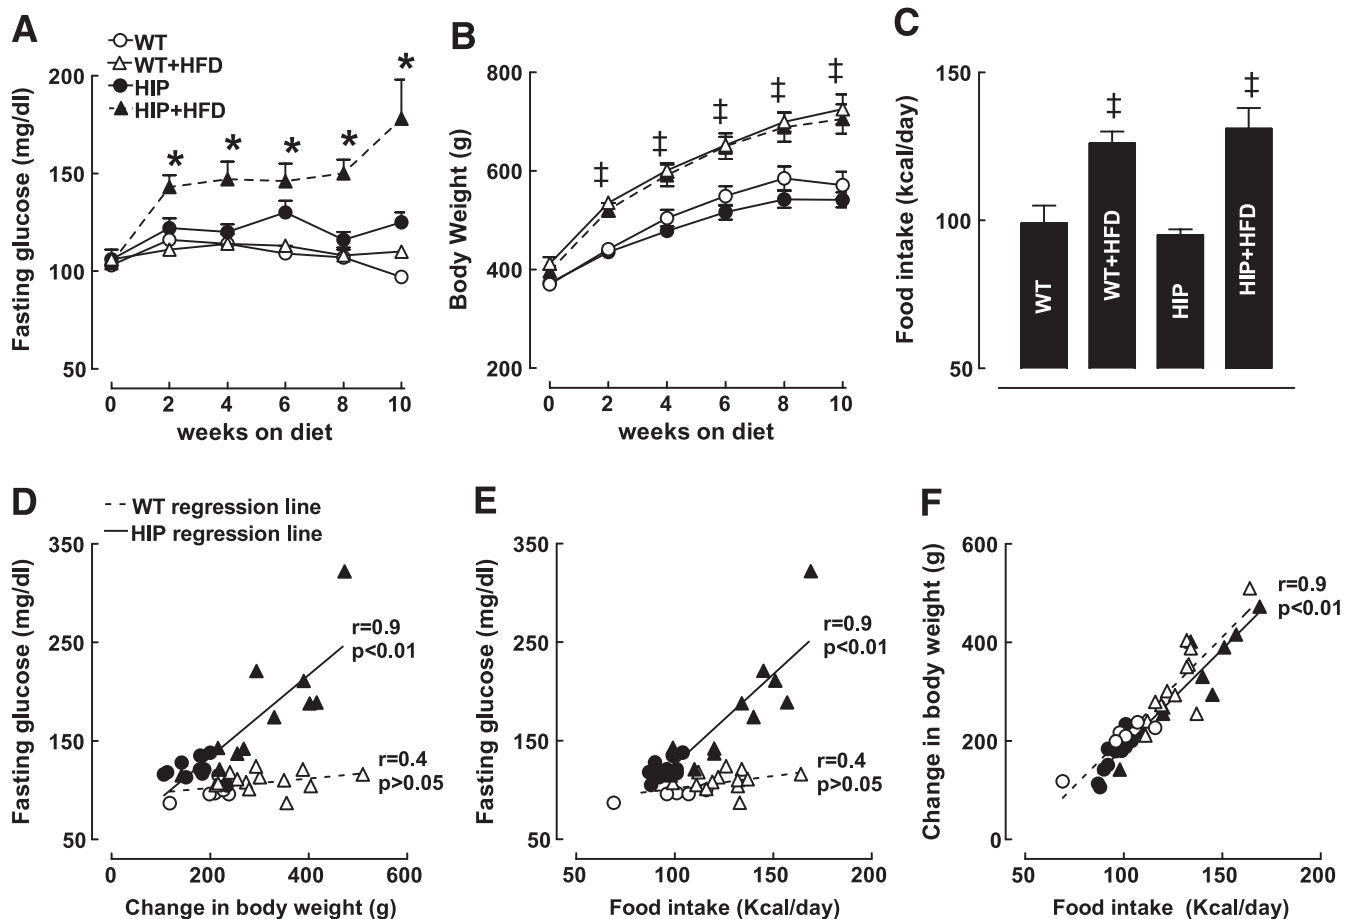 A
WT
WT+HFD
HIP
HIP+HFD
* * * * *
Fasting glucose (mg/dl)
200
150
100
50
0 2 4 6 8 10
weeks on diet
B
‡ ‡ ‡ ‡ ‡
Body Weight (g)
800
600
400
200
0 2 4 6 8 10
weeks on diet
C
‡ ‡
Food intake (kcal/day)
150
100
50
WT
WT+HFD
HIP
HIP+HFD
D
WT regression line
HIP regression line
Fasting glucose (mg/dl)
350
250
150
50
r=0.9
p<0.01
r=0.4
p>0.05
0 200 400 600
Change in body weight (g)
E
Fasting glucose (mg/dl)
350
250
150
50
r=0.9
p<0.01
r=0.4
p>0.05
50 100 150 200
Food intake (Kcal/day)
F
Change in body weight (g)
600
400
200
0
r=0.9
p<0.01
50 100 150 200
Food intake (Kcal/day)